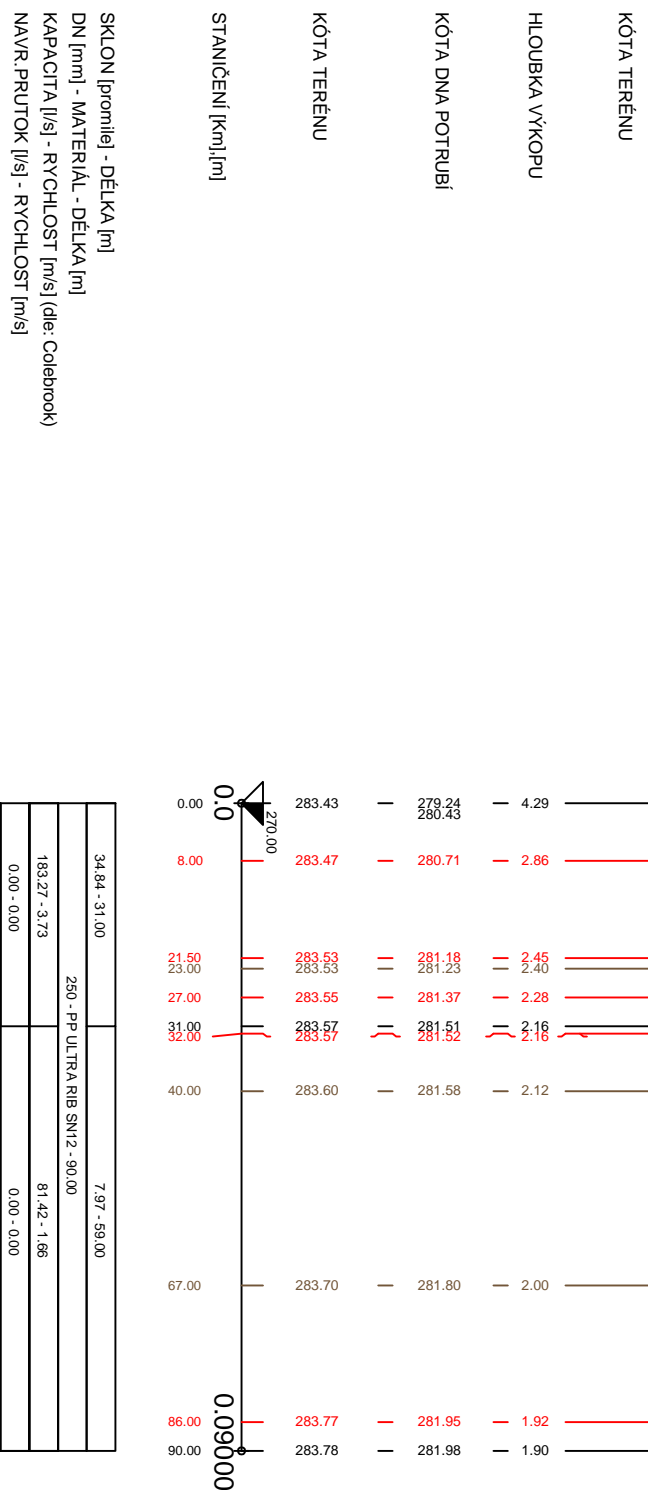 KÓTA TERÉNU
HLOUBKA VÝKOPU
KÓTA DNA POTRUBÍ
KÓTA TERÉNU
STANIČENÍ [Km],[m]
SKLON [promile] - DÉLKA [m]
DN [mm] - MATERIÁL - DÉLKA [m]
KAPACITA [l/s] - RYCHLOST [m/s] (dle: Colebrook)
NAVR.PRUTOK [l/s] - RYCHLOST [m/s]
270.00
0.0
0.09000
0.00 283.43 279.24 4.29
280.43
8.00 283.47 280.71 2.86
21.50 283.53 281.18 2.45
23.00 283.53 281.23 2.40
27.00 283.55 281.37 2.28
31.00 283.57 281.51 2.16
32.00 283.57 281.52 2.16
40.00 283.60 281.58 2.12
67.00 283.70 281.80 2.00
86.00 283.77 281.95 1.92
90.00 283.78 281.98 1.90
34.84 - 31.00 7.97 - 59.00
250 - PP ULTRA RIB SN12 - 90.00
183.27 - 3.73 81.42 - 1.66
0.00 - 0.00 0.00 - 0.00